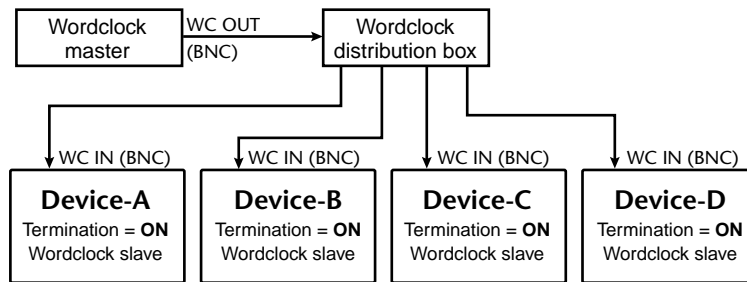 Wordclock
master
WC OUT
(BNC)
Wordclock
distribution box
WC IN (BNC)
WC IN (BNC)
WC IN (BNC)
WC IN (BNC)
Device-A
Termination = ON
Wordclock slave
Device-B
Termination = ON
Wordclock slave
Device-C
Termination = ON
Wordclock slave
Device-D
Termination = ON
Wordclock slave